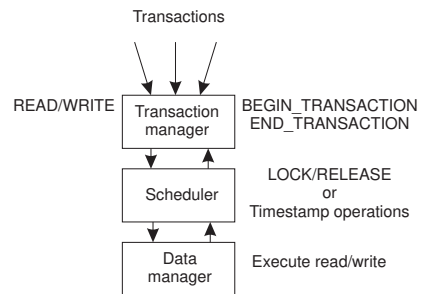 Transactions
READ/WRITE
Transaction
manager
BEGIN_TRANSACTION
END_TRANSACTION
Scheduler
LOCK/RELEASE
or
Timestamp operations
Data
manager
Execute read/write